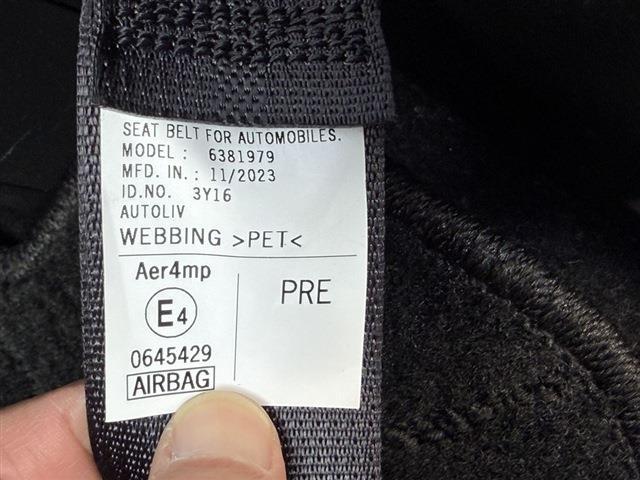 SEAT BELT FOR AUTOMOBILES.
MODEL : 6381979
MFD. IN.: 11/2023
ID.NO. 3Y16
AUTOLIV
WEBBING >PET<
Aer4mp
E4
0645429
AIRBAG
PRE